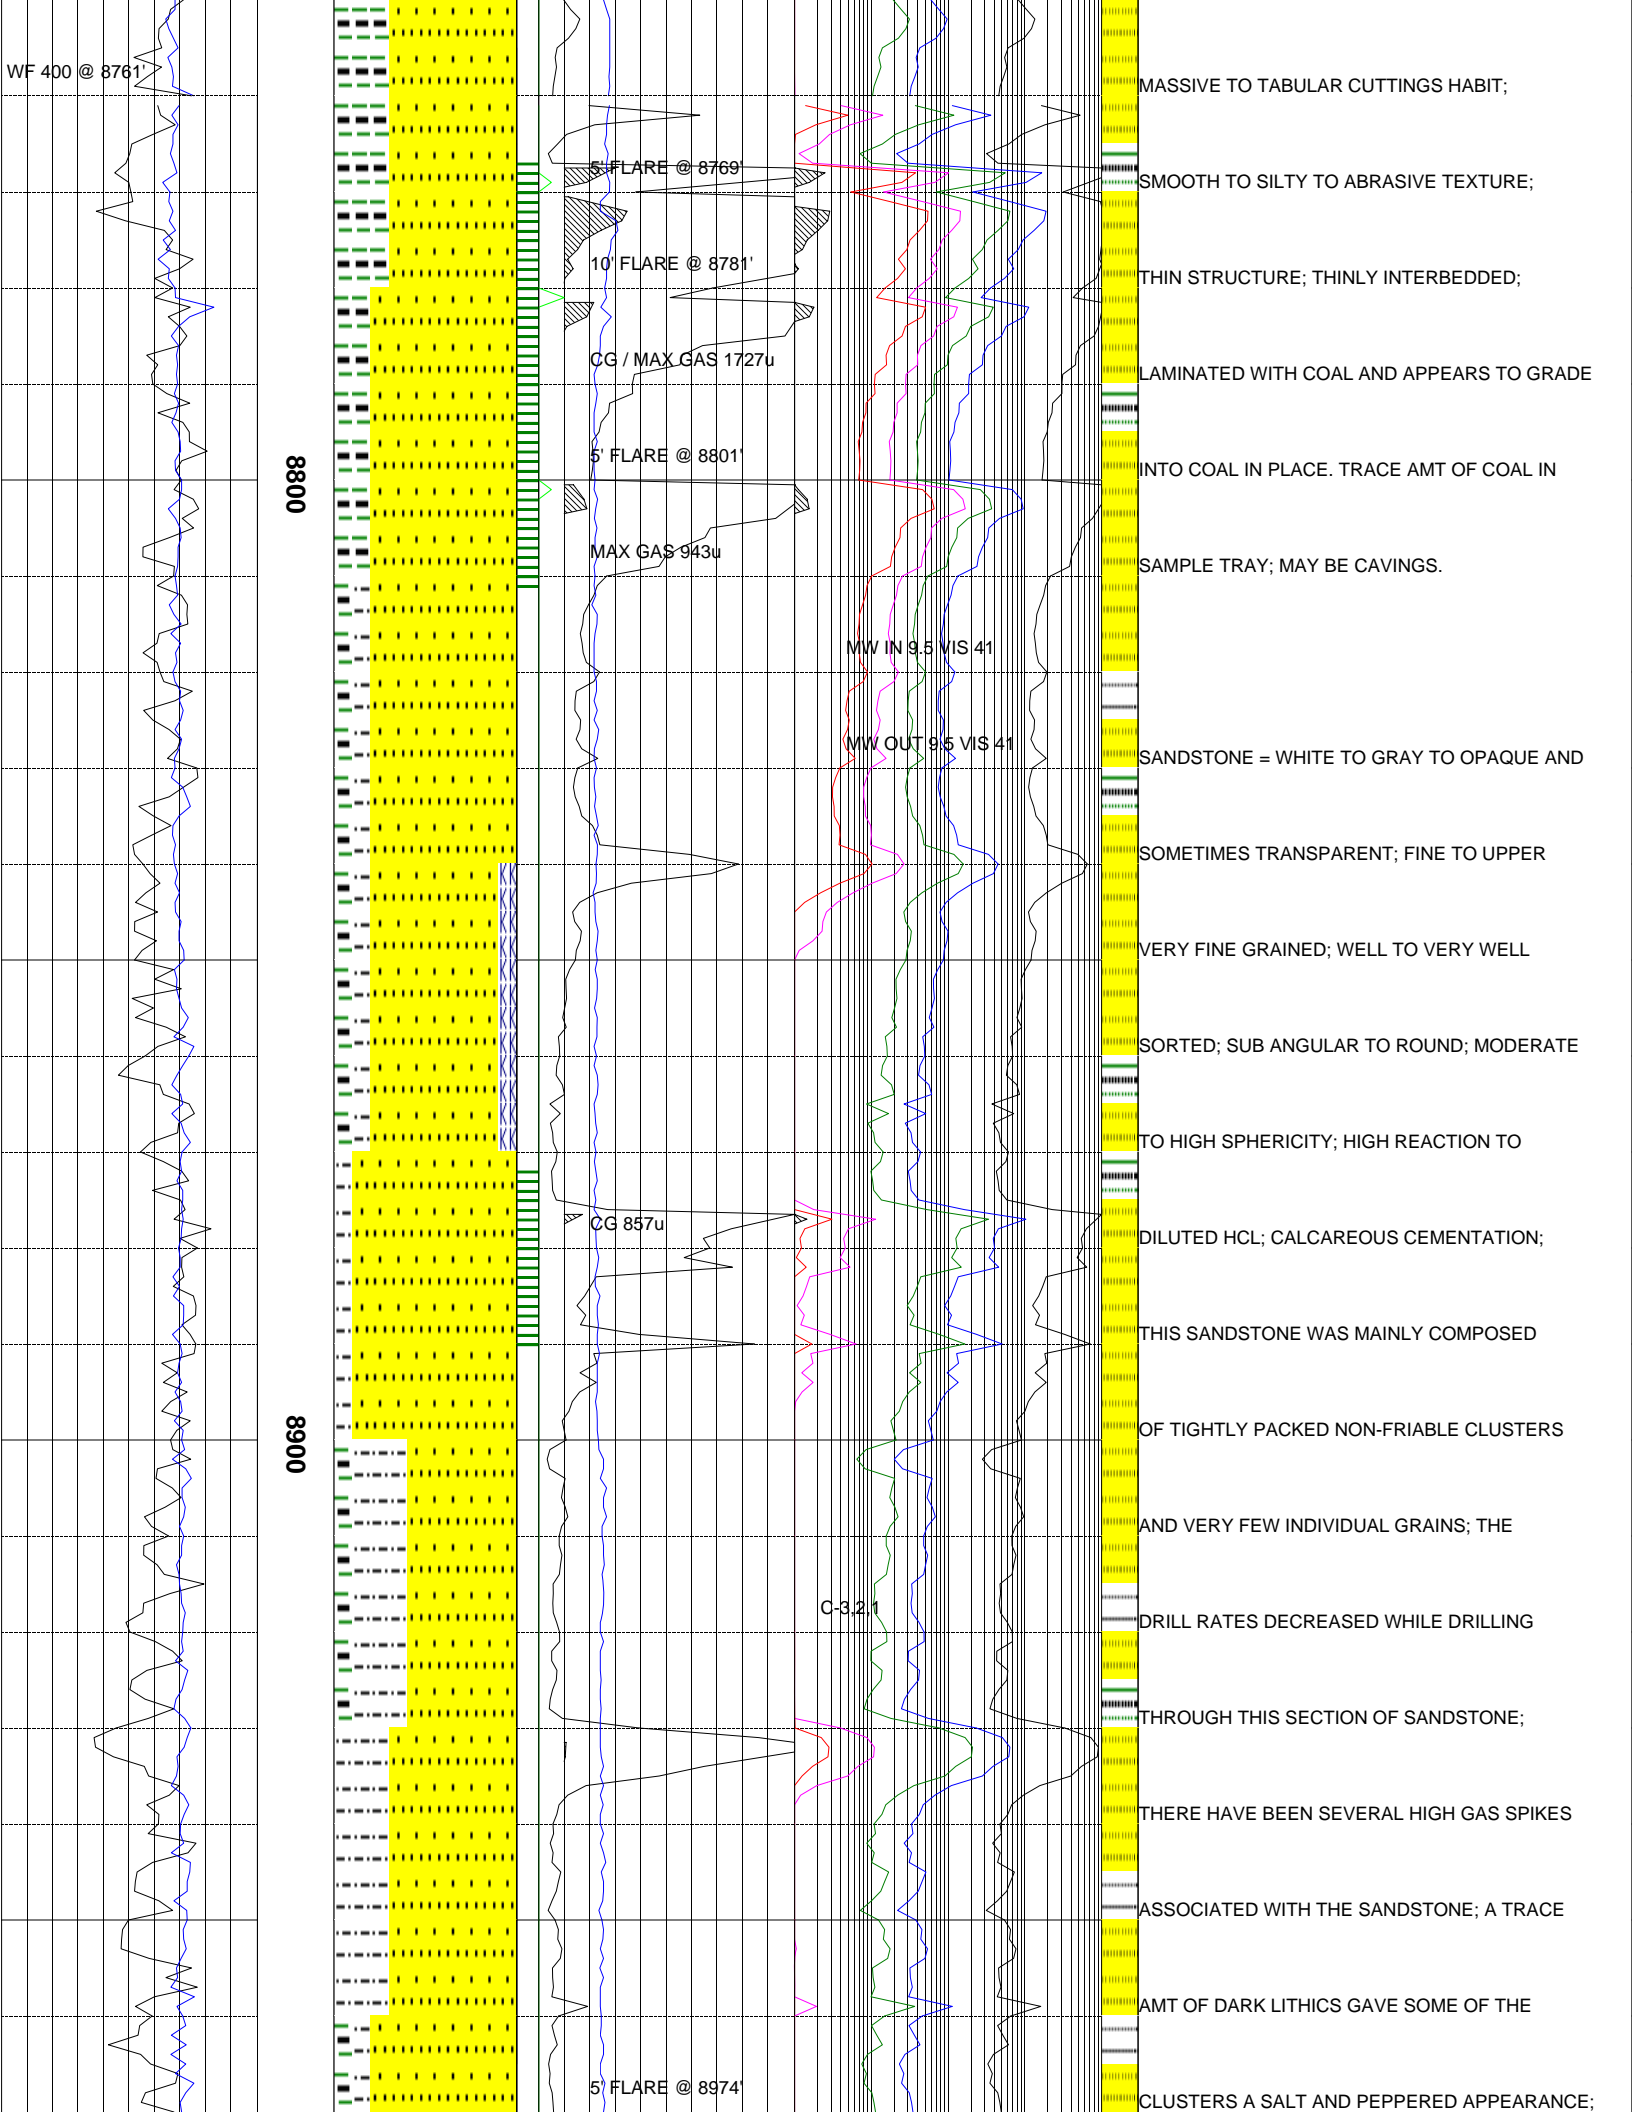 WF 400 @ 8761'
MASSIVE TO TABULAR CUTTINGS HABIT;
5' FLARE @ 8769'
SMOOTH TO SILTY TO ABRASIVE TEXTURE;
10' FLARE @ 8781'
THIN STRUCTURE; THINLY INTERBEDDED;
CG / MAX GAS 1727u
LAMINATED WITH COAL AND APPEARS TO GRADE
8800
5' FLARE @ 8801'
INTO COAL IN PLACE. TRACE AMT OF COAL IN
MAX GAS 943u
SAMPLE TRAY; MAY BE CAVINGS.
MW IN 9.5 VIS 41
MW OUT 9.5 VIS 41
SANDSTONE = WHITE TO GRAY TO OPAQUE AND
SOMETIMES TRANSPARENT; FINE TO UPPER
VERY FINE GRAINED; WELL TO VERY WELL
SORTED; SUB ANGULAR TO ROUND; MODERATE
TO HIGH SPHERICITY; HIGH REACTION TO
CG 857u
DILUTED HCL; CALCAREOUS CEMENTATION;
THIS SANDSTONE WAS MAINLY COMPOSED
8900
OF TIGHTLY PACKED NON-FRIABLE CLUSTERS
AND VERY FEW INDIVIDUAL GRAINS; THE
C-3,2,1
DRILL RATES DECREASED WHILE DRILLING
THROUGH THIS SECTION OF SANDSTONE;
THERE HAVE BEEN SEVERAL HIGH GAS SPIKES
ASSOCIATED WITH THE SANDSTONE; A TRACE
AMT OF DARK LITHICS GAVE SOME OF THE
5' FLARE @ 8974'
CLUSTERS A SALT AND PEPPERED APPEARANCE;